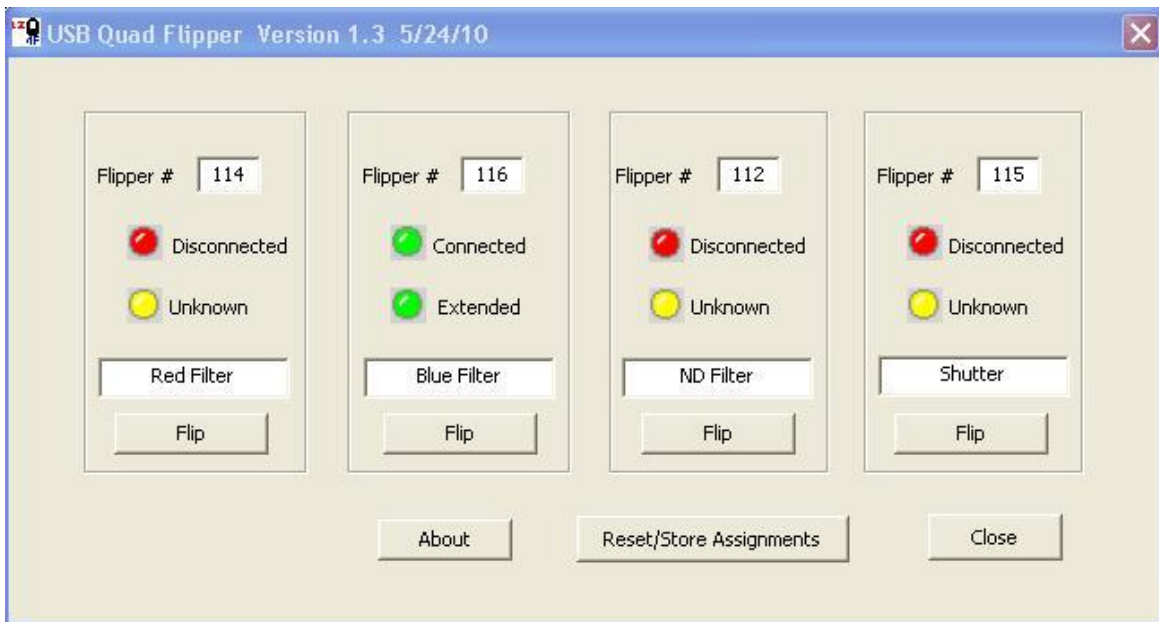 USB Quad Flipper Version 1.3 5/24/10
Flipper # 114
Disconnected
Unknown
Red Filter
Flip
Flipper # 116
Connected
Extended
Blue Filter
Flip
Flipper # 112
Disconnected
Unknown
ND Filter
Flip
Flipper # 115
Disconnected
Unknown
Shutter
Flip
About
Reset/Store Assignments
Close